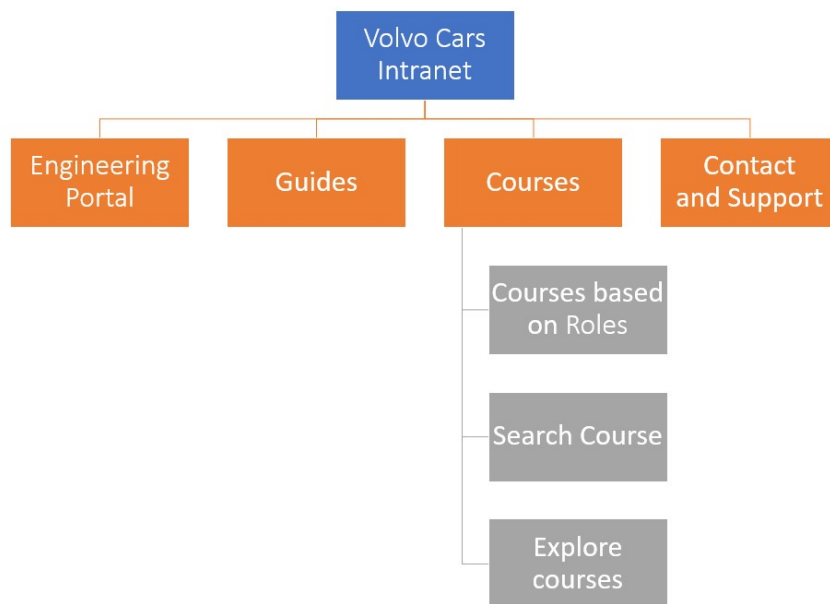 Volvo Cars
Intranet
Engineering
Portal
Guides
Courses
Contact
and Support
Courses based
on Roles
Search Course
Explore
courses